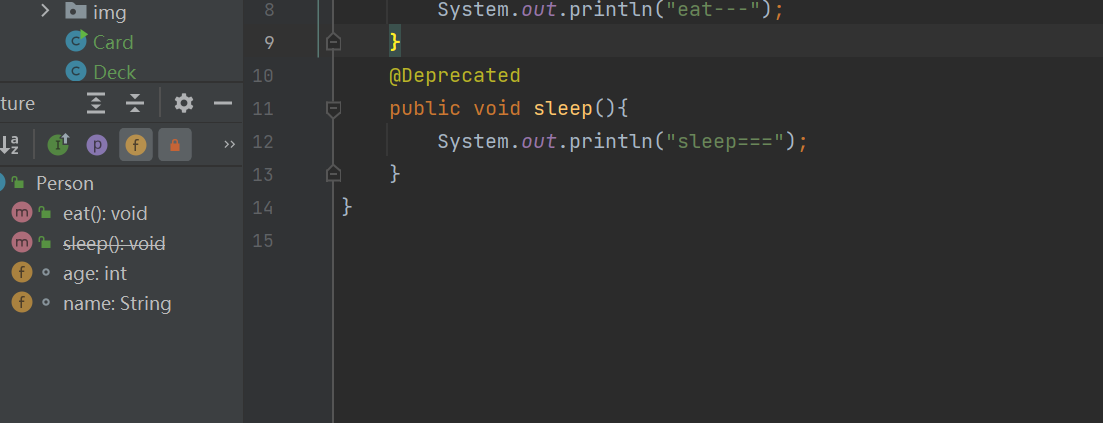 img
Card
Deck
ture
Person
eat(): void
sleep(): void
age: int
name: String
8 System.out.println("eat---");
9 }
10 @Deprecated
11 public void sleep(){
12 System.out.println("sleep===");
13 }
14 }
15